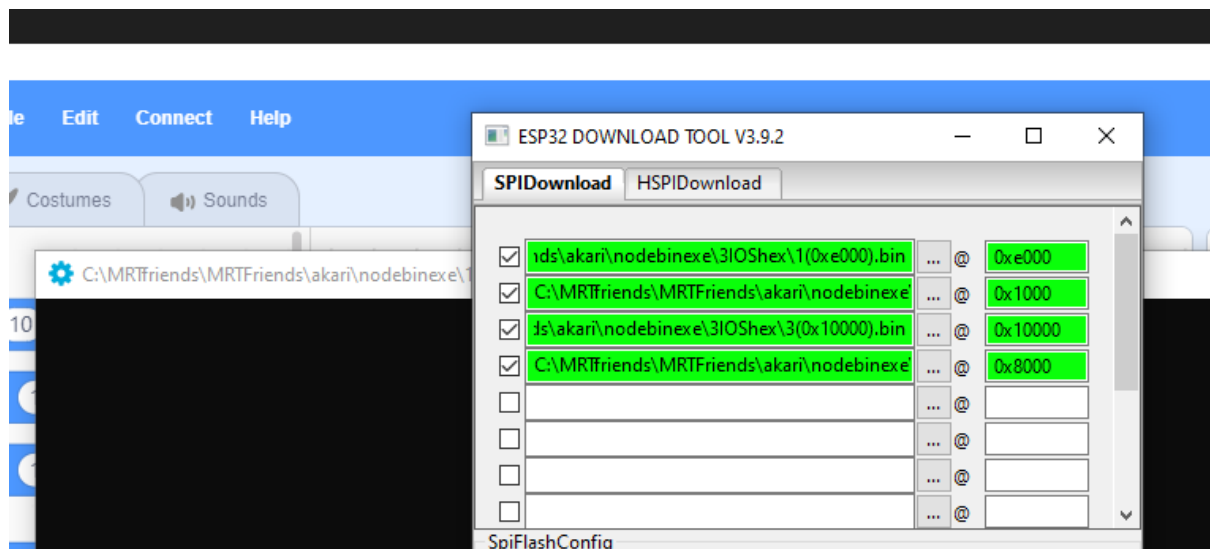 le Edit Connect Help
ESP32 DOWNLOAD TOOL V3.9.2
SPIDownload HSPIDownload
Costumes Sounds
nds\akari\nodebinexe\3IOShex\1(0xe000).bin ... @ 0xe000
C:\MRTfriends\MRTFriends\akari\nodebinexe\1
C:\MRTfriends\MRTFriends\akari\nodebinexe\ ... @ 0x1000
10
ds\akari\nodebinexe\3IOShex\3(0x10000).bin ... @ 0x10000
C:\MRTfriends\MRTFriends\akari\nodebinexe\ ... @ 0x8000
... @
... @
... @
... @
SpiFlashConfig